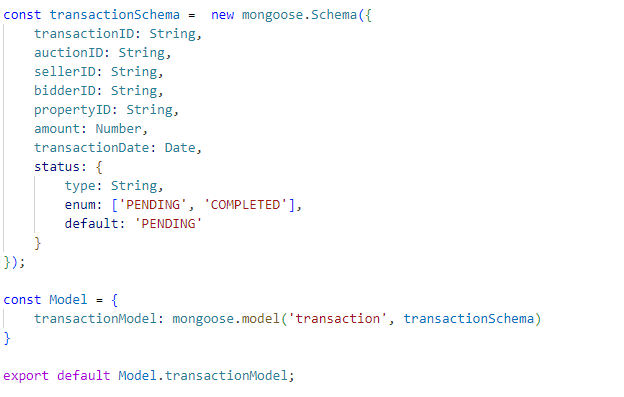 const transactionSchema =  new mongoose.Schema({
    transactionID: String,
    auctionID: String,
    sellerID: String,
    bidderID: String,
    propertyID: String,
    amount: Number,
    transactionDate: Date,
    status: {
        type: String,
        enum: ['PENDING', 'COMPLETED'],
        default: 'PENDING'
    }
});

const Model = {
    transactionModel: mongoose.model('transaction', transactionSchema)
}

export default Model.transactionModel;